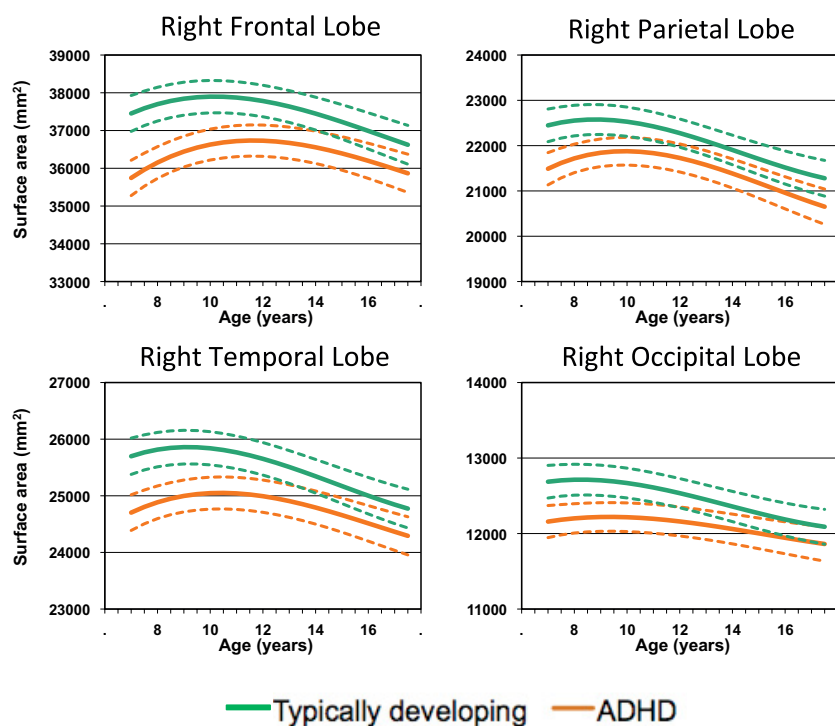 Right Frontal Lobe
39000
38000
37000
36000
35000
34000
33000
Surface area (mm²)
. 8 10 12 14 16 .
Age (years)
Right Parietal Lobe
24000
23000
22000
21000
20000
19000
. 8 10 12 14 16
Age (years)
Right Temporal Lobe
27000
26000
25000
24000
23000
Surface area (mm²)
. 8 10 12 14 16 .
Age (years)
Right Occipital Lobe
14000
13000
12000
11000
. 8 10 12 14 16
Age (years)
Typically developing ADHD